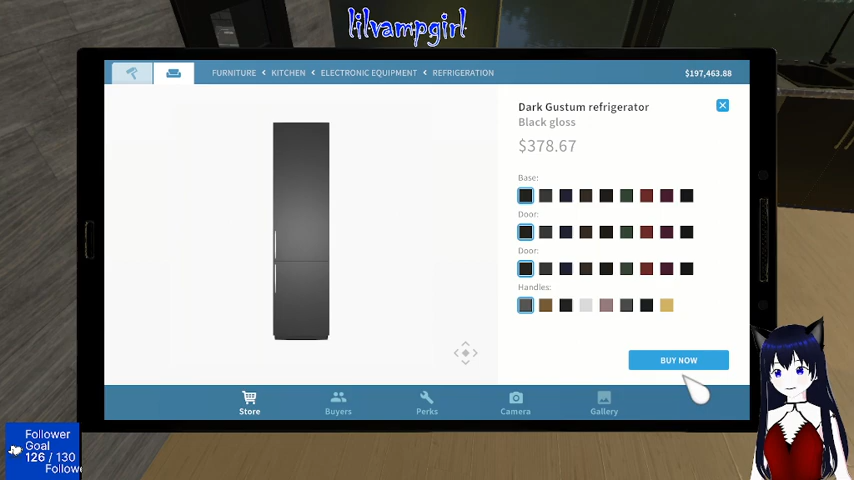 lilvampgirl
FURNITURE < KITCHEN < ELECTRONIC EQUIPMENT < REFRIGERATION
$197,463.88
Dark Gustum refrigerator
Black gloss
$378.67
Base:
Door:
Door:
Handles:
BUY NOW
Store
Buyers
Perks
Camera
Gallery
Follower
Goal
126 / 130
Followe